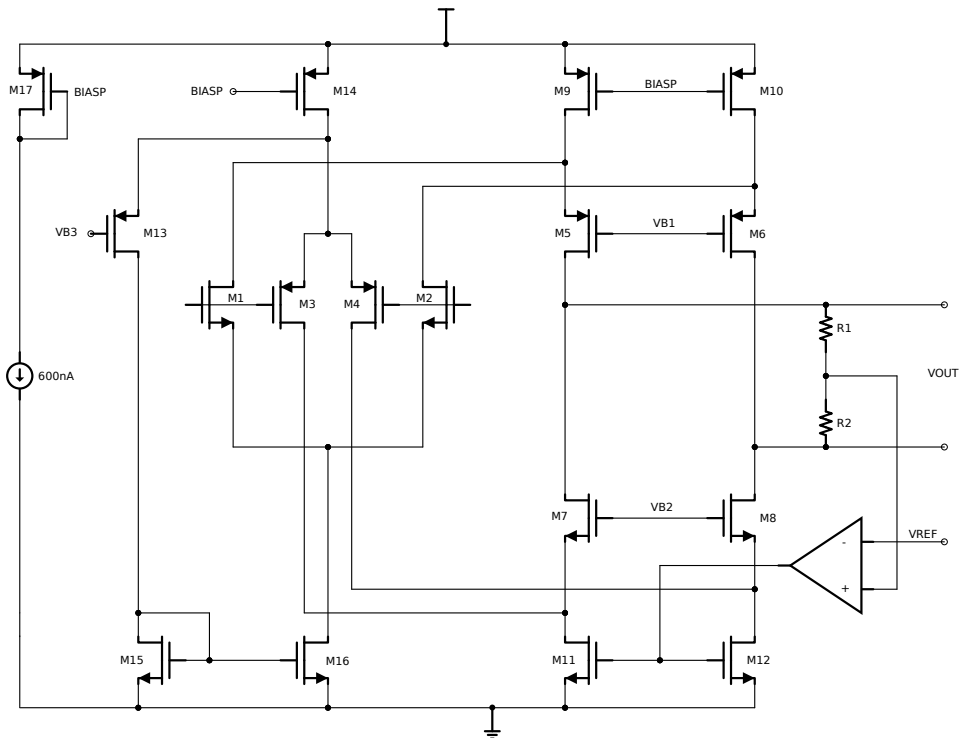 M17
BIASP
BIASP
M14
M9
BIASP
M10
VB3
M13
M5
VB1
M6
M1
M3
M4
M2
R1
600nA
VOUT
R2
M7
VB2
M8
VREF
-
+
M15
M16
M11
M12